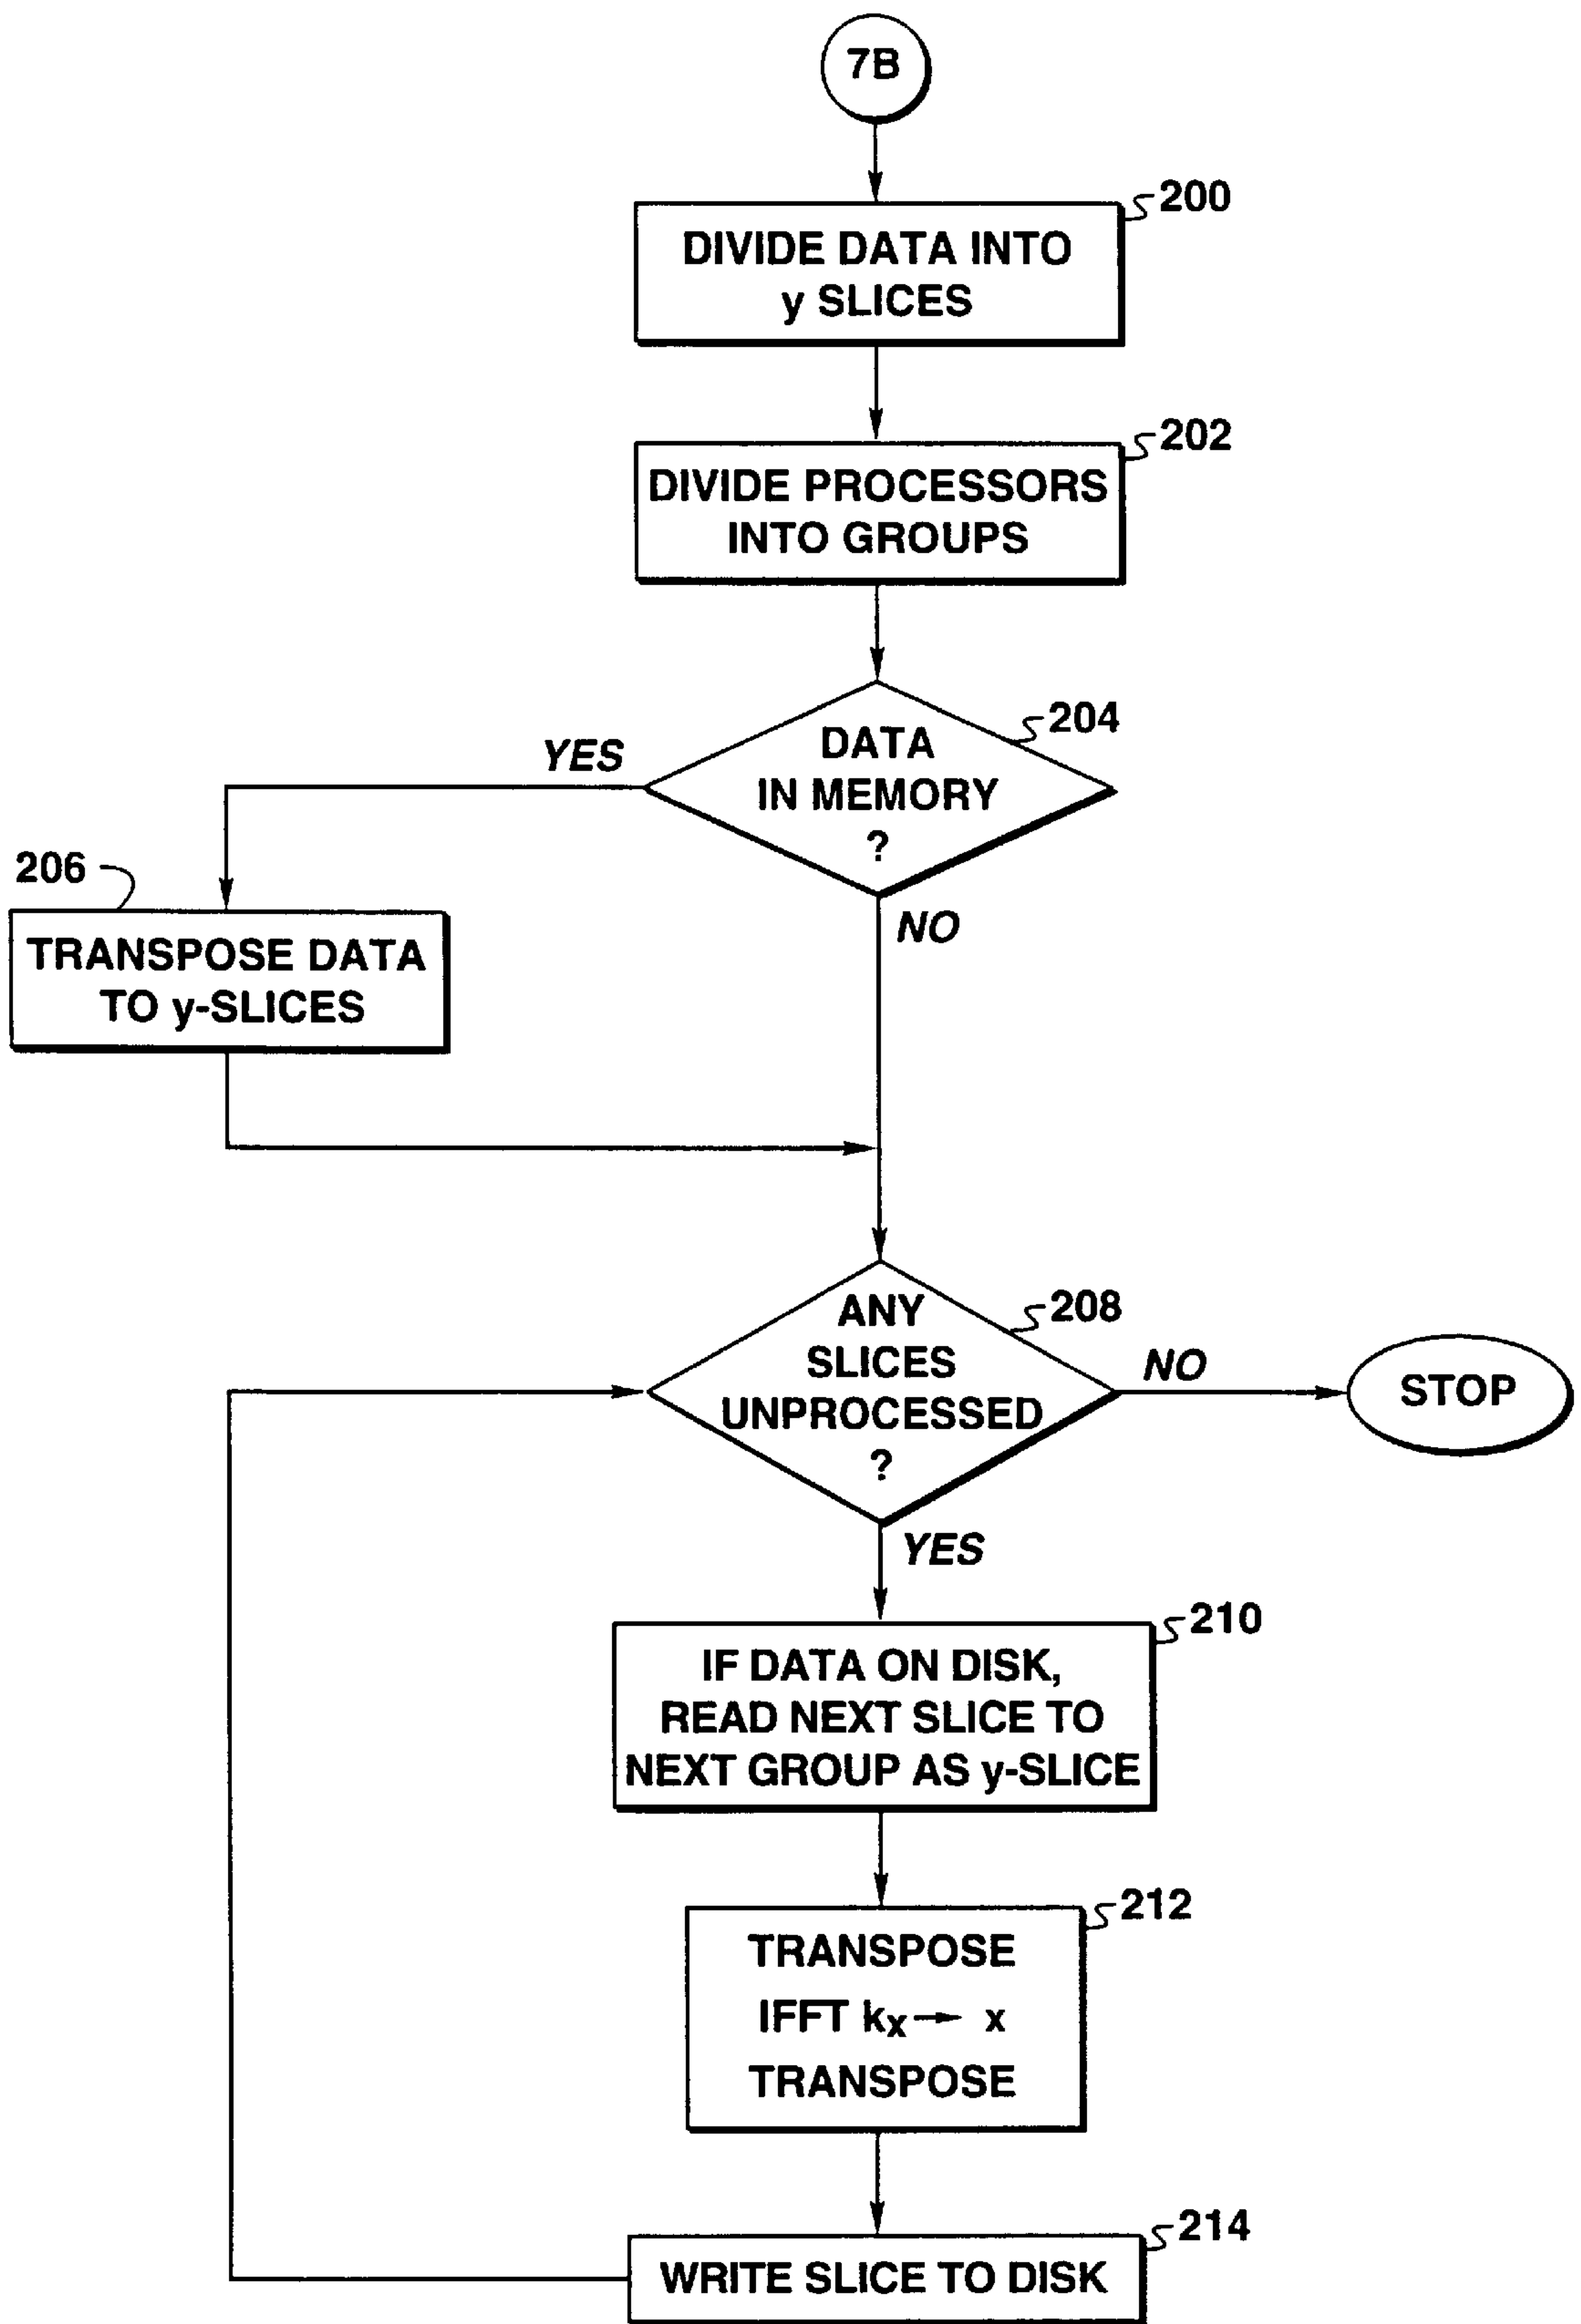 7B
200
DIVIDE DATA INTO
y SLICES
202
DIVIDE PROCESSORS
INTO GROUPS
204
DATA
IN MEMORY
?
YES
NO
206
TRANSPOSE DATA
TO y-SLICES
208
ANY
SLICES
UNPROCESSED
?
NO
STOP
YES
210
IF DATA ON DISK,
READ NEXT SLICE TO
NEXT GROUP AS y-SLICE
212
TRANSPOSE
IFFT kx → x
TRANSPOSE
214
WRITE SLICE TO DISK